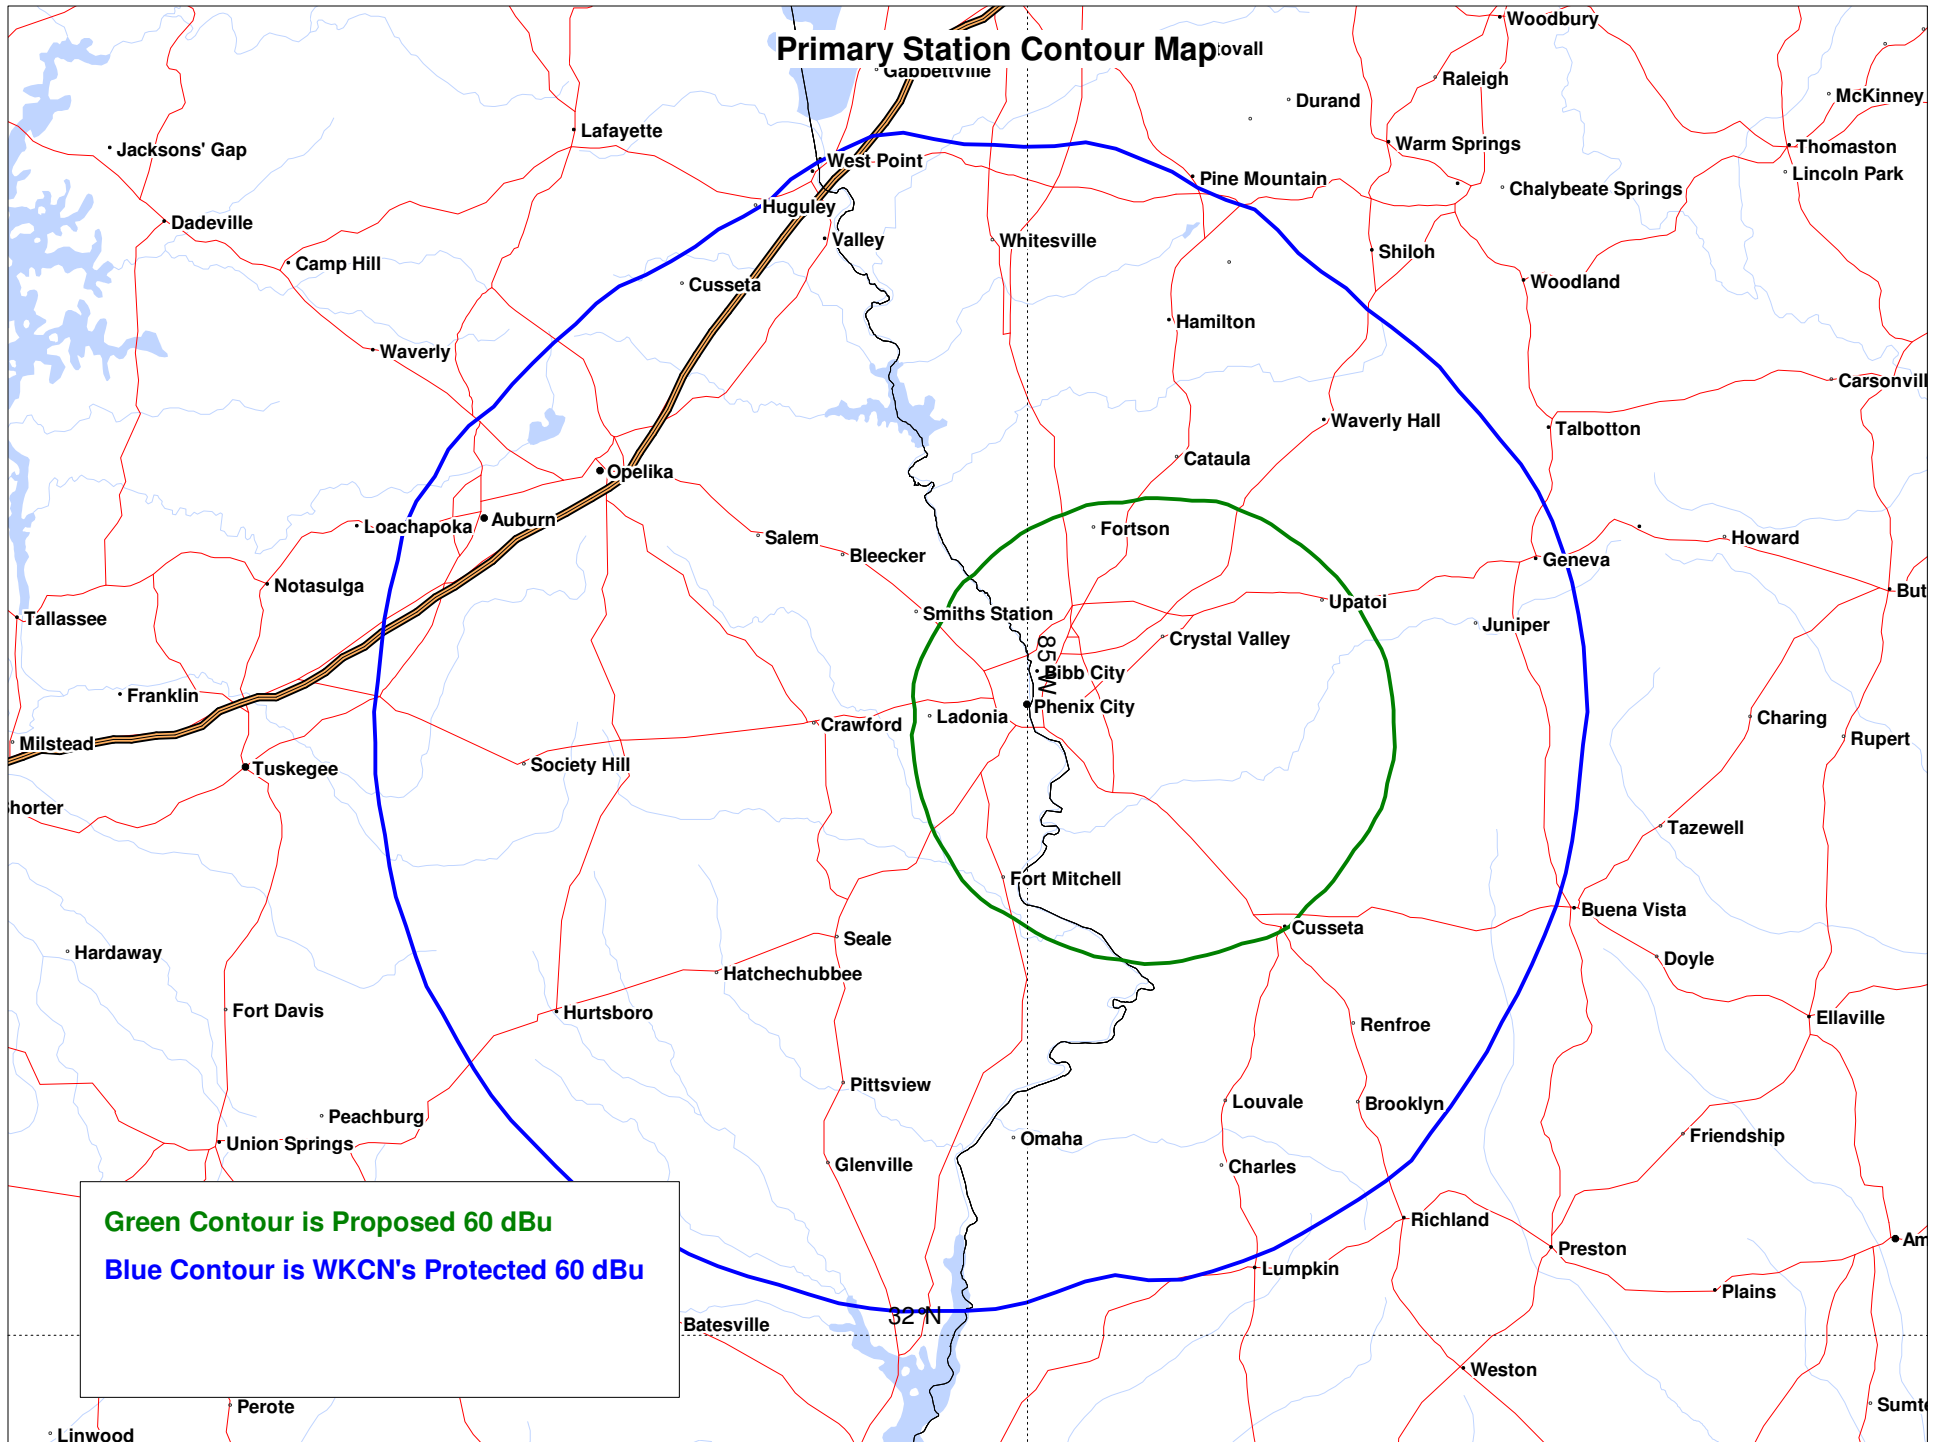 Woodbury
Primary Station Contour Map
ovall
Gabbettville
Raleigh
Durand
McKinney
Lafayette
Jacksons' Gap
Warm Springs
Thomaston
West Point
Lincoln Park
Pine Mountain
Chalybeate Springs
Huguley
Dadeville
Valley
Whitesville
Shiloh
Camp Hill
Cusseta
Woodland
Hamilton
Waverly
Carsonvill
Waverly Hall
Talbotton
Cataula
Opelika
Auburn
Loachapoka
Fortson
Salem
Howard
Bleecker
Geneva
Notasulga
But
Upatoi
Smiths Station
Tallassee
Juniper
Crystal Valley
85°W
Bibb City
Franklin
Phenix City
Ladonia
Charing
Crawford
Rupert
Milstead
Society Hill
Tuskegee
horter
Tazewell
Fort Mitchell
Buena Vista
Cusseta
Seale
Hardaway
Doyle
Hatchechubbee
Fort Davis
Hurtsboro
Ellaville
Renfroe
Pittsview
Louvale
Brooklyn
Peachburg
Omaha
Friendship
Union Springs
Glenville
Charles
Richland
Green Contour is Proposed 60 dBu
Am
Preston
Lumpkin
Blue Contour is WKCN's Protected 60 dBu
Plains
32°N
Batesville
Weston
Perote
Sumt
Linwood